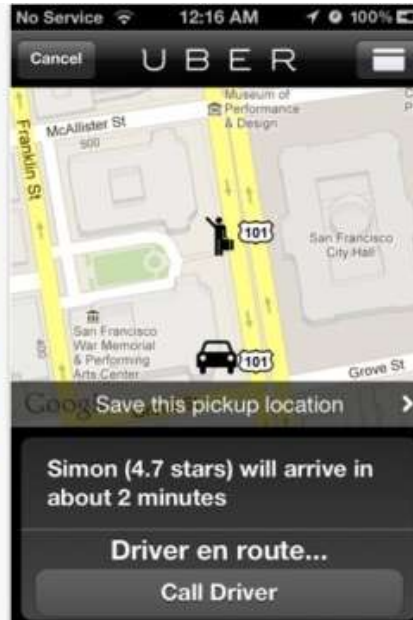 No Service 12:16 AM 100%
Cancel UBER
Museum of
Performance
& Design
McAllister St
500
Franklin St
101
San Francisco
City Hall
San Francisco
War Memorial
& Performing
Arts Center
400
101
Grove St
Google
Save this pickup location
Simon (4.7 stars) will arrive in
about 2 minutes
Driver en route...
Call Driver